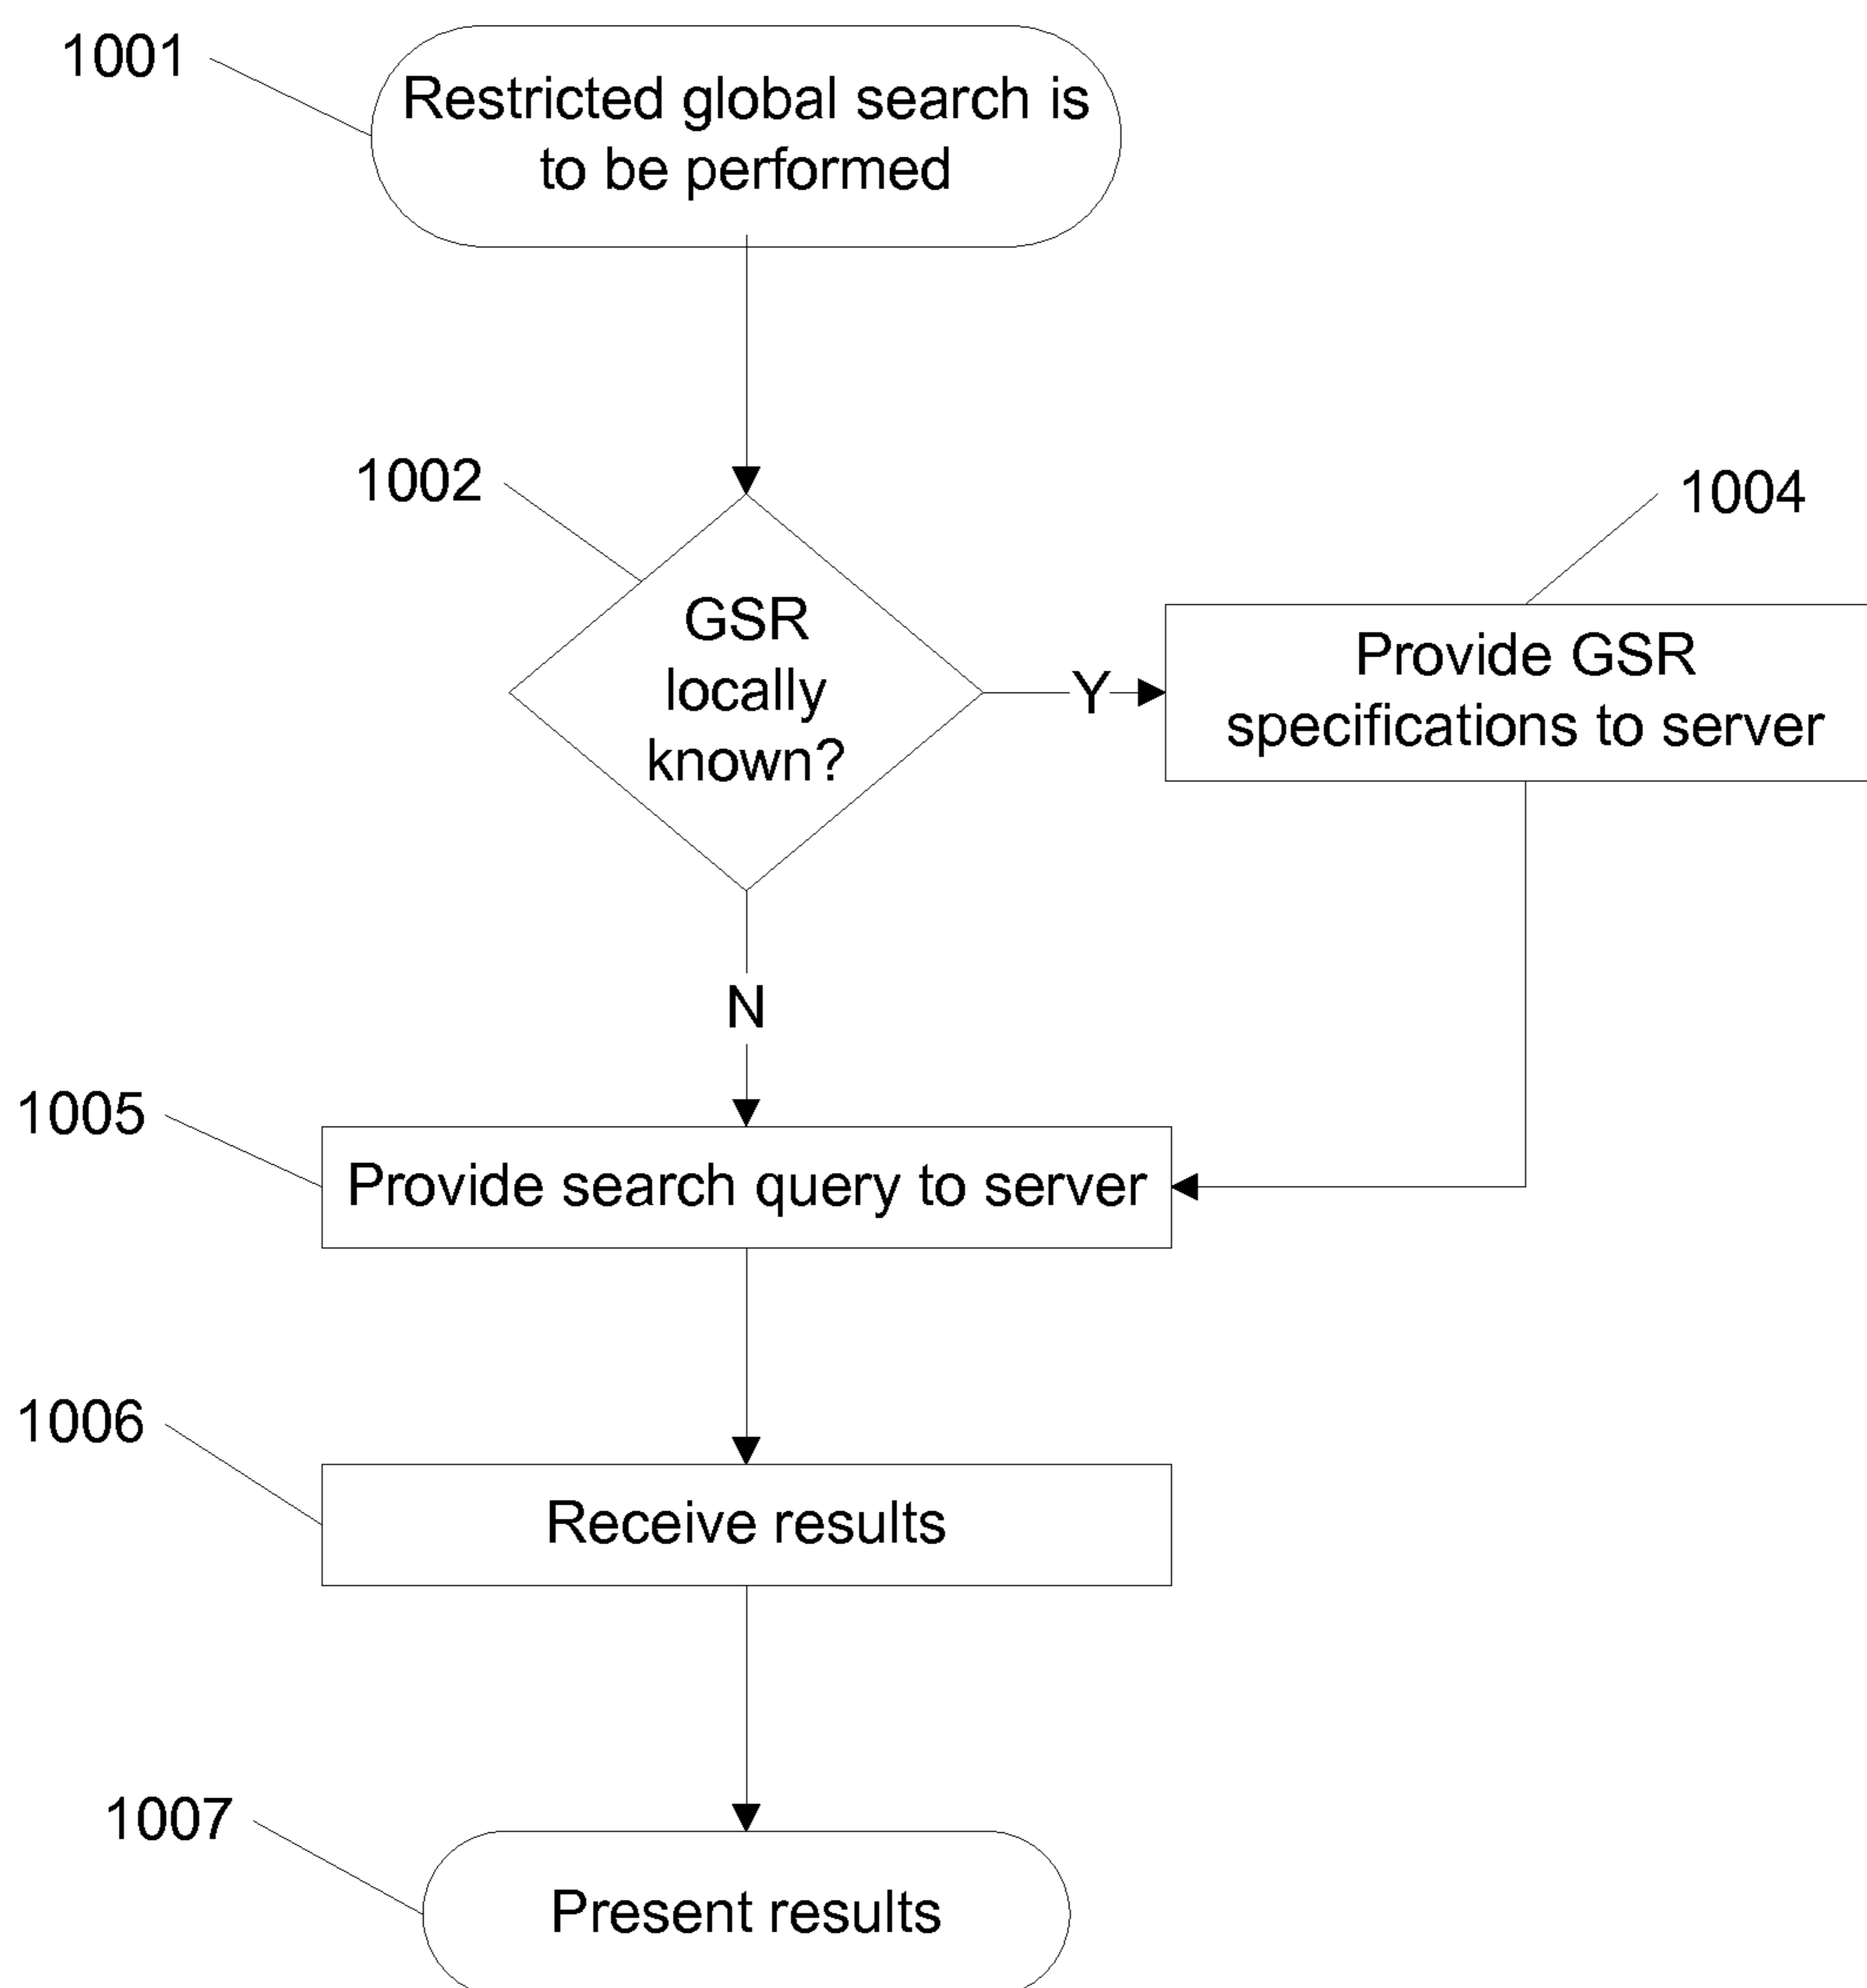 1001
Restricted global search is
to be performed
1002
GSR
locally
known?
Y
1004
Provide GSR
specifications to server
N
1005
Provide search query to server
1006
Receive results
1007
Present results